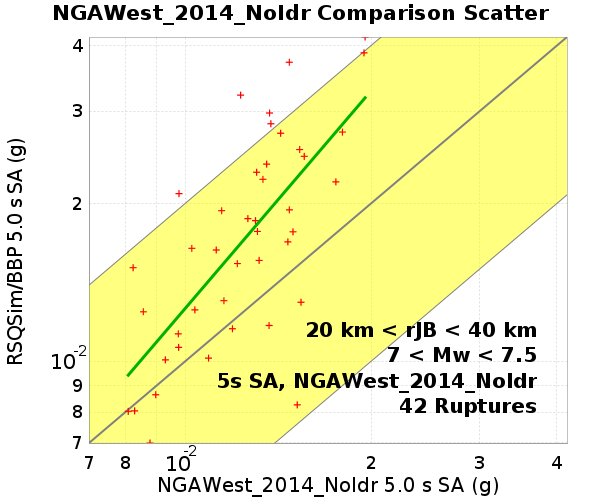 NGAWest_2014_NoIdr Comparison Scatter
RSQSim/BBP 5.0 s SA (g)
4
3
2
10^-2
9
8
7
20 km < rJB < 40 km
7 < Mw < 7.5
5s SA, NGAWest_2014_NoIdr
42 Ruptures
7 8 10^-2 2 3 4
NGAWest_2014_NoIdr 5.0 s SA (g)